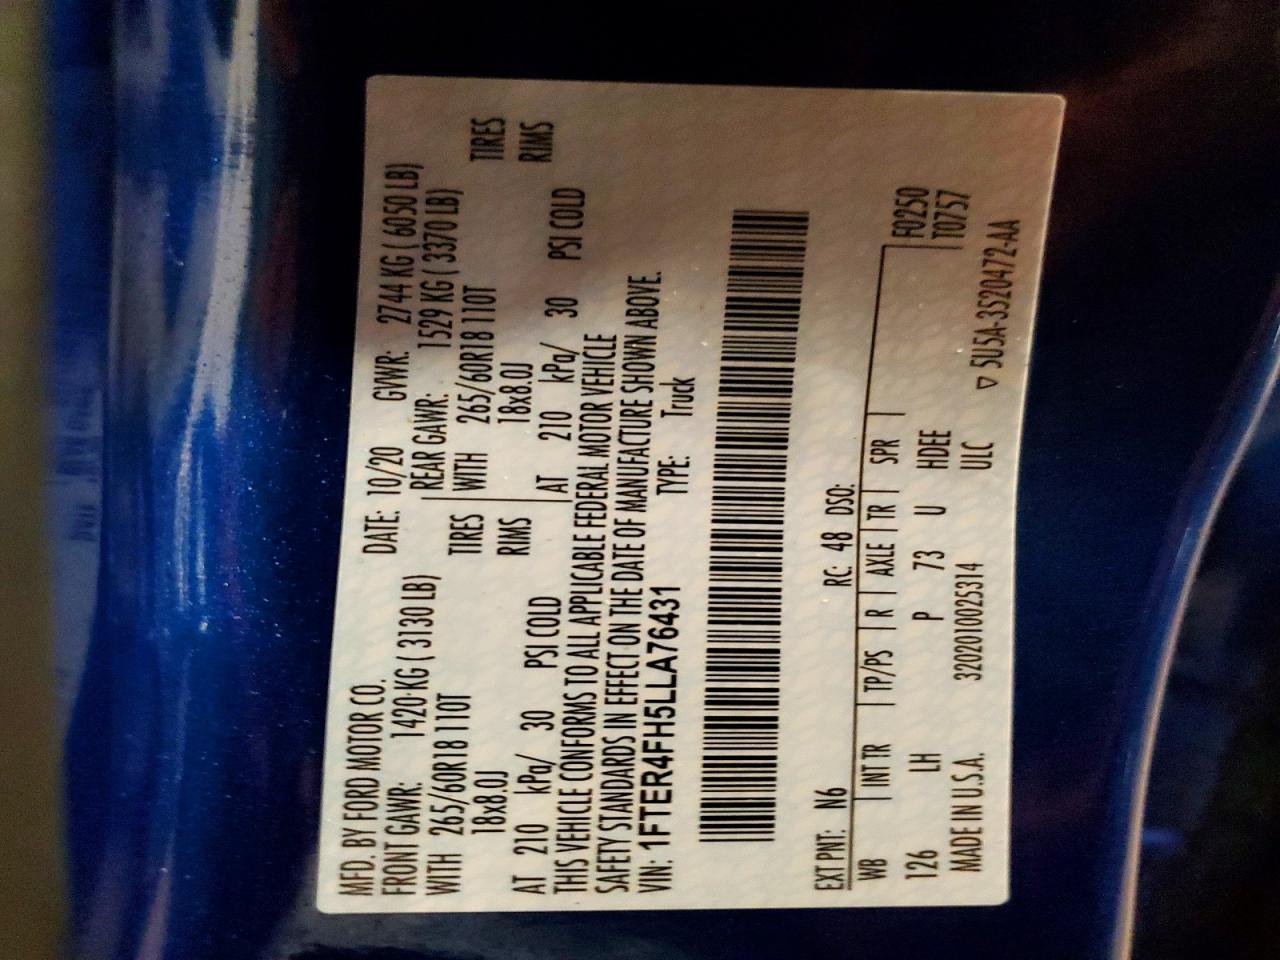 MFD. BY FORD MOTOR CO. DATE: 10/20 GVWR: 2744 KG ( 6050 LB)
FRONT GAWR: 1420 KG ( 3130 LB) REAR GAWR: 1529 KG ( 3370 LB)
WITH 265/60R18 110T TIRES WITH 265/60R18 110T TIRES
18x8.0J RIMS 18x8.0J RIMS
AT 210 kPa/ 30 PSI COLD AT 210 kPa/ 30 PSI COLD
THIS VEHICLE CONFORMS TO ALL APPLICABLE FEDERAL MOTOR VEHICLE
SAFETY STANDARDS IN EFFECT ON THE DATE OF MANUFACTURE SHOWN ABOVE.
VIN: 1FTER4FH5LLA76431 TYPE: Truck
EXT PNT: N6 RC: 48 DSO:
WB INT TR TP/PS R AXLE TR SPR F0250
126 LH P 73 U HDEE T0757
MADE IN U.S.A. 3202010025314 ULC ▽ 5U5A-3520472-AA